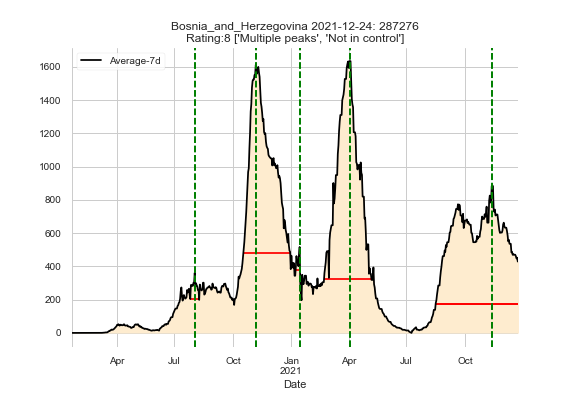 Bosnia_and_Herzegovina 2021-12-24: 287276
Rating:8 ['Multiple peaks', 'Not in control']
Average-7d
1600
1400
1200
1000
800
600
400
200
0
Apr Jul Oct Jan Apr Jul Oct
2021
Date